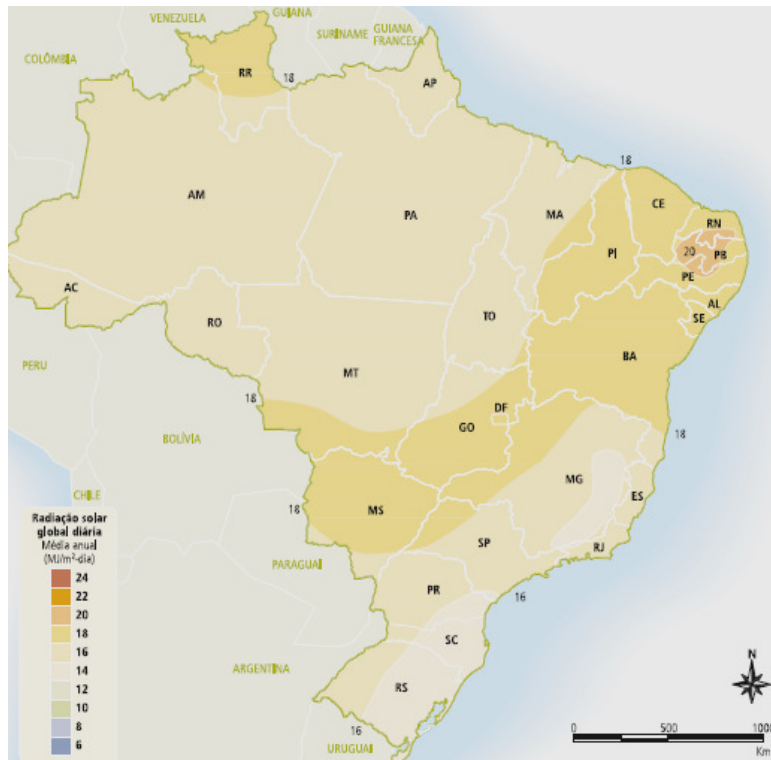 VENEZUELA
GUIANA
SURINAME
GUIANA
FRANCESA
COLÔMBIA
RR
18
AP
18
AM
PA
MA
CE
RN
20
PB
PI
PE
AC
AL
SE
TO
RO
BA
MT
PERU
18
DF
GO
18
BOLÍVIA
MG
ES
CHILE
18
MS
SP
RJ
PARAGUAI
PR
16
SC
ARGENTINA
RS
16
URUGUAI
Radiação solar
global diária
Média anual
(MJ/m²-dia)
24
22
20
18
16
14
12
10
8
6
N
0 500 1000
Km